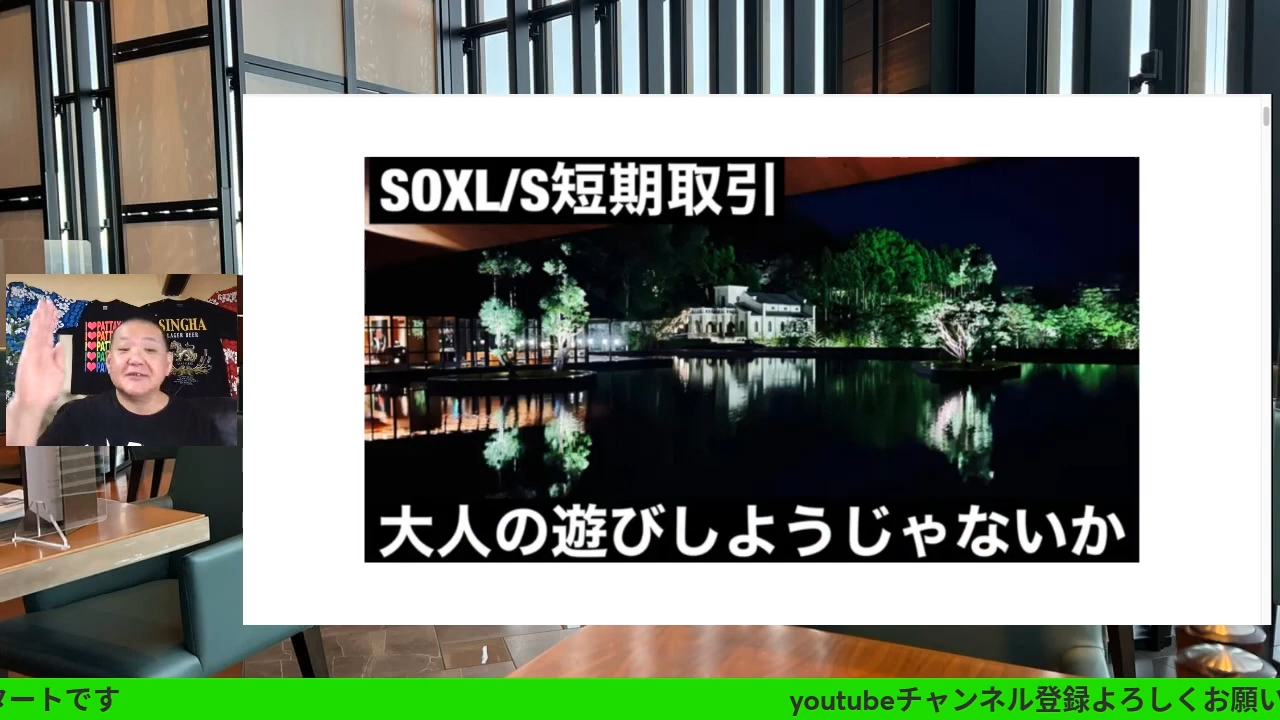 SOXL/S短期取引
SINGHA
LAGER BEER
大人の遊びしようじゃないか
タートです
youtubeチャンネル登録よろしくお願い